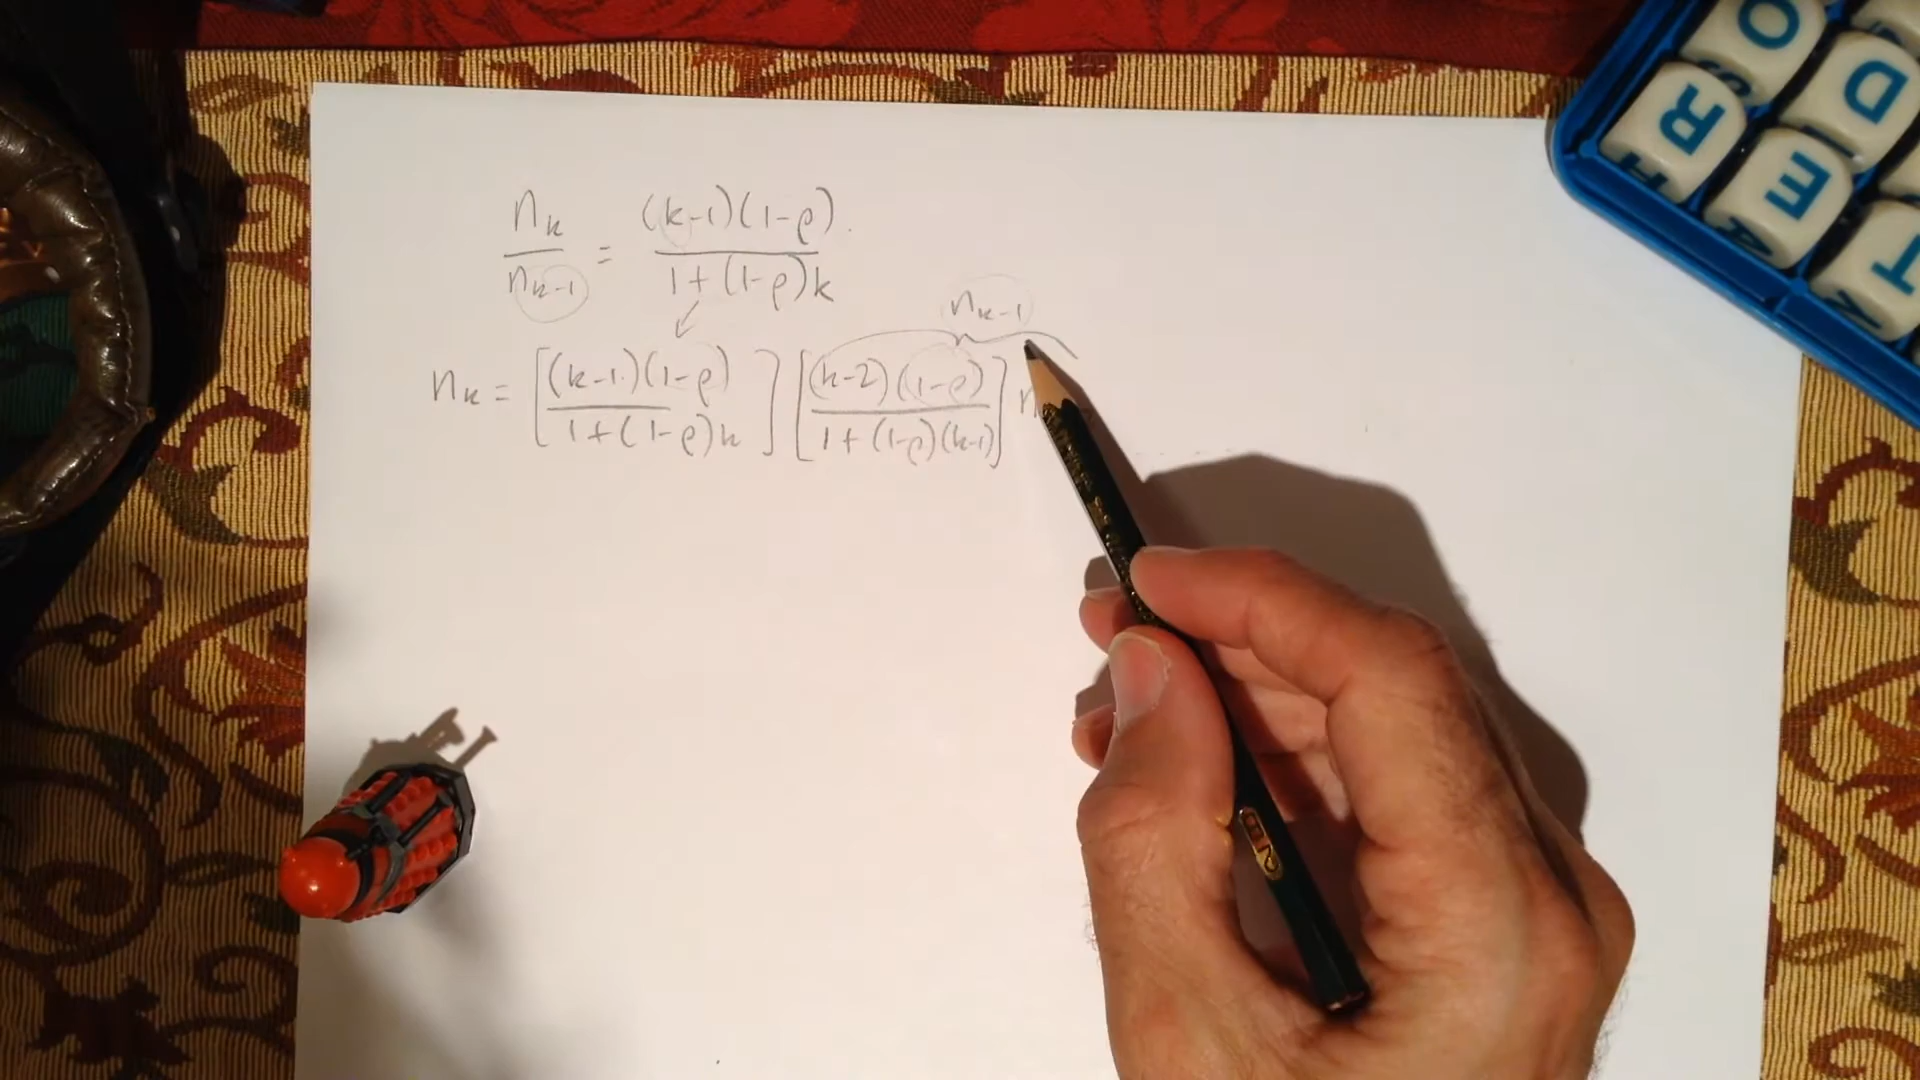 n_k / n_{k-1} = (k-1)(1-ρ). / 1+(1-ρ)k
n_{k-1}
n_k = [(k-1)(1-ρ) / 1+(1-ρ)k] [(k-2)(1-ρ) / 1+(1-ρ)(k-1)] n
O
D
R
E
T
2B